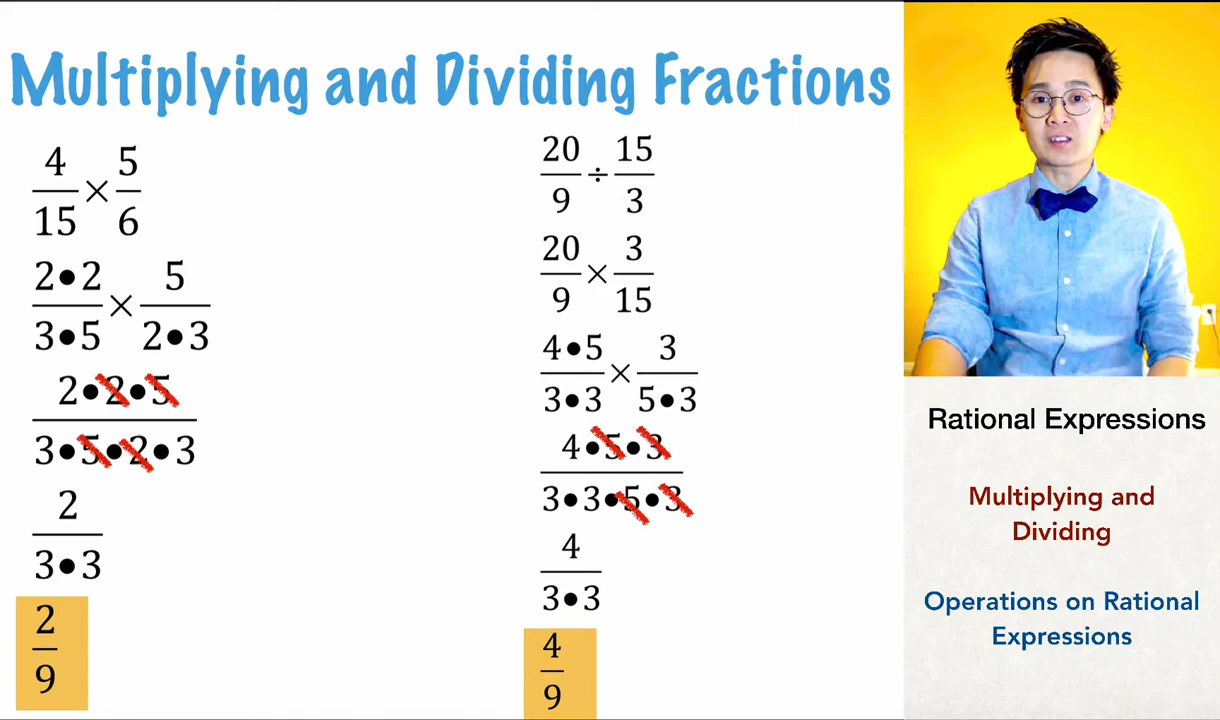 Multiplying and Dividing Fractions
4/15 × 5/6
2•2/3•5 × 5/2•3
2•2•5/3•5•2•3
2/3•3
2/9
20/9 ÷ 15/3
20/9 × 3/15
4•5/3•3 × 3/5•3
4•5•3/3•3•5•3
4/3•3
4/9
Rational Expressions
Multiplying and
Dividing
Operations on Rational
Expressions